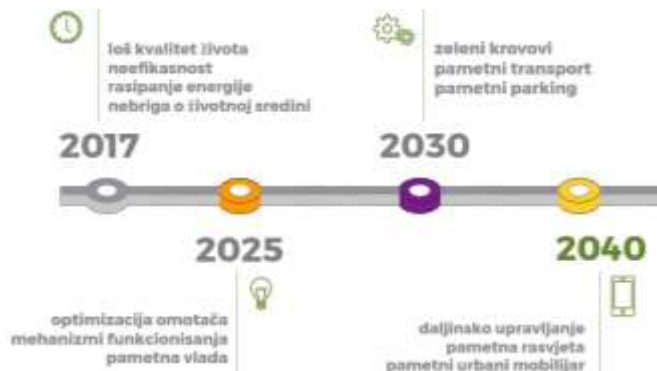 loš kvalitet života
neefikasnost
rasipanje energije
nebriga o životnoj sredini
2017
zeleni krovovi
pametni transport
pametni parking
2030
2025
optimizacija omotača
mehanizmi funkcionisanja
pametna vlada
2040
daljinsko upravljanje
pametna rasvjeta
pametni urbani mobilijar